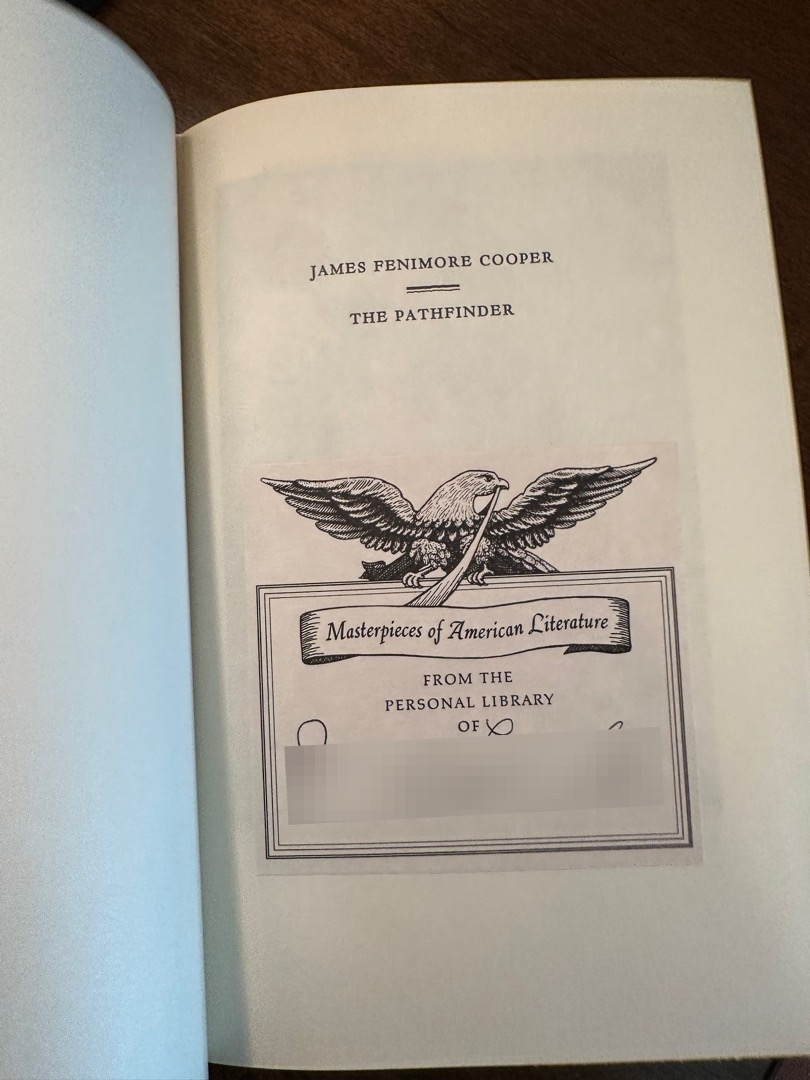 JAMES FENIMORE COOPER
THE PATHFINDER
Masterpieces of American Literature
FROM THE
PERSONAL LIBRARY
OF